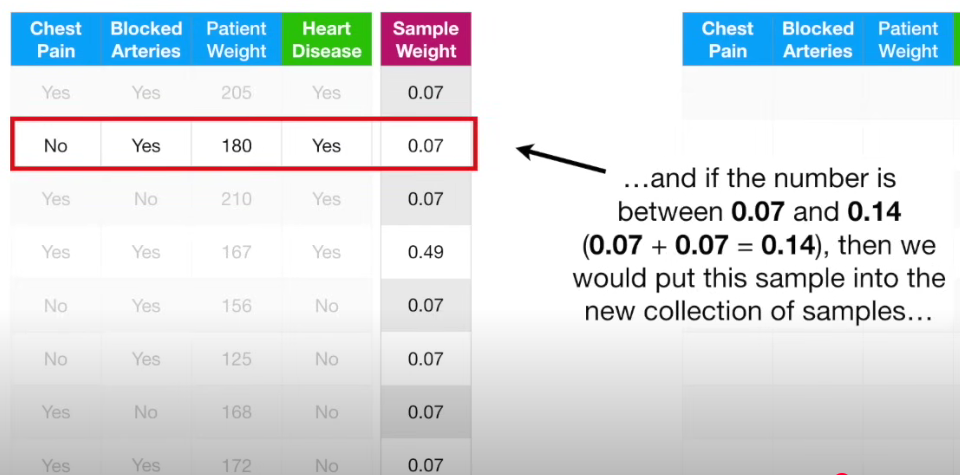 Chest Pain Blocked Arteries Patient Weight Heart Disease Sample Weight
Yes Yes 205 Yes 0.07
No Yes 180 Yes 0.07
Yes No 210 Yes 0.07
Yes Yes 167 Yes 0.49
No Yes 156 No 0.07
No Yes 125 No 0.07
Yes No 168 No 0.07
Yes Yes 172 No 0.07
Chest Pain Blocked Arteries Patient Weight
…and if the number is
between 0.07 and 0.14
(0.07 + 0.07 = 0.14), then we
would put this sample into the
new collection of samples…